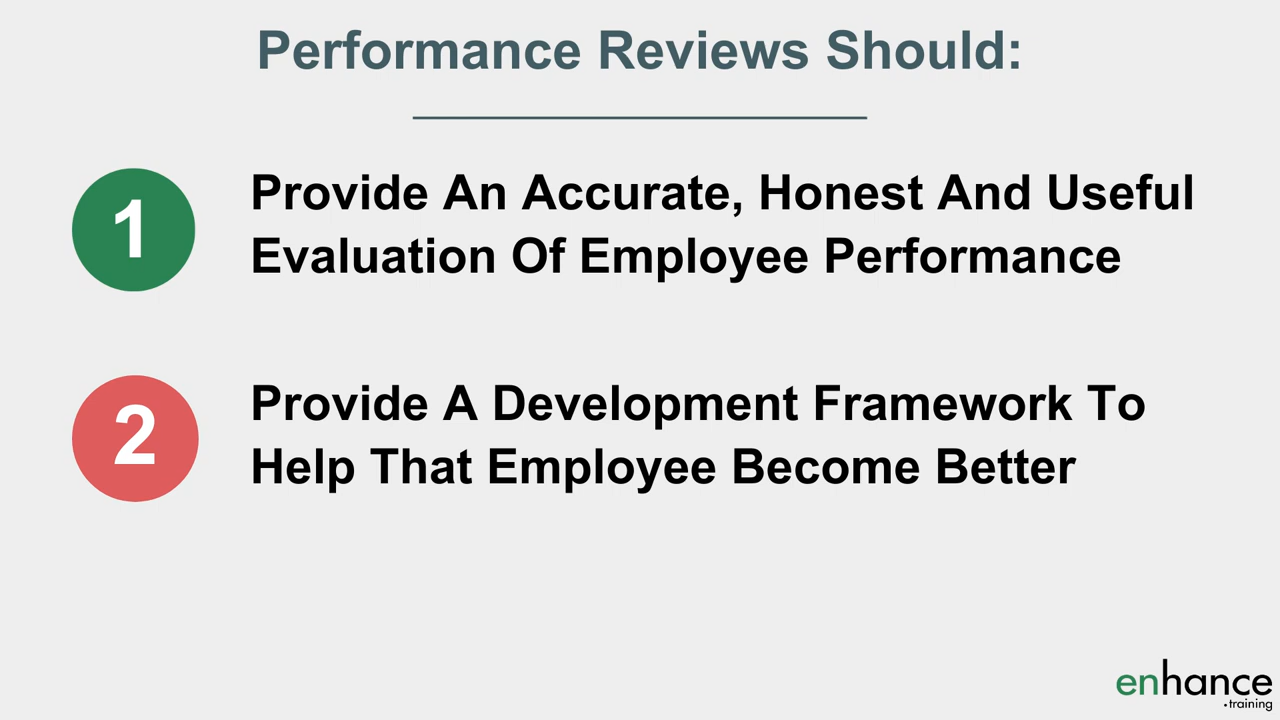 Performance Reviews Should:
1
Provide An Accurate, Honest And Useful
Evaluation Of Employee Performance
2
Provide A Development Framework To
Help That Employee Become Better
enhance
.training